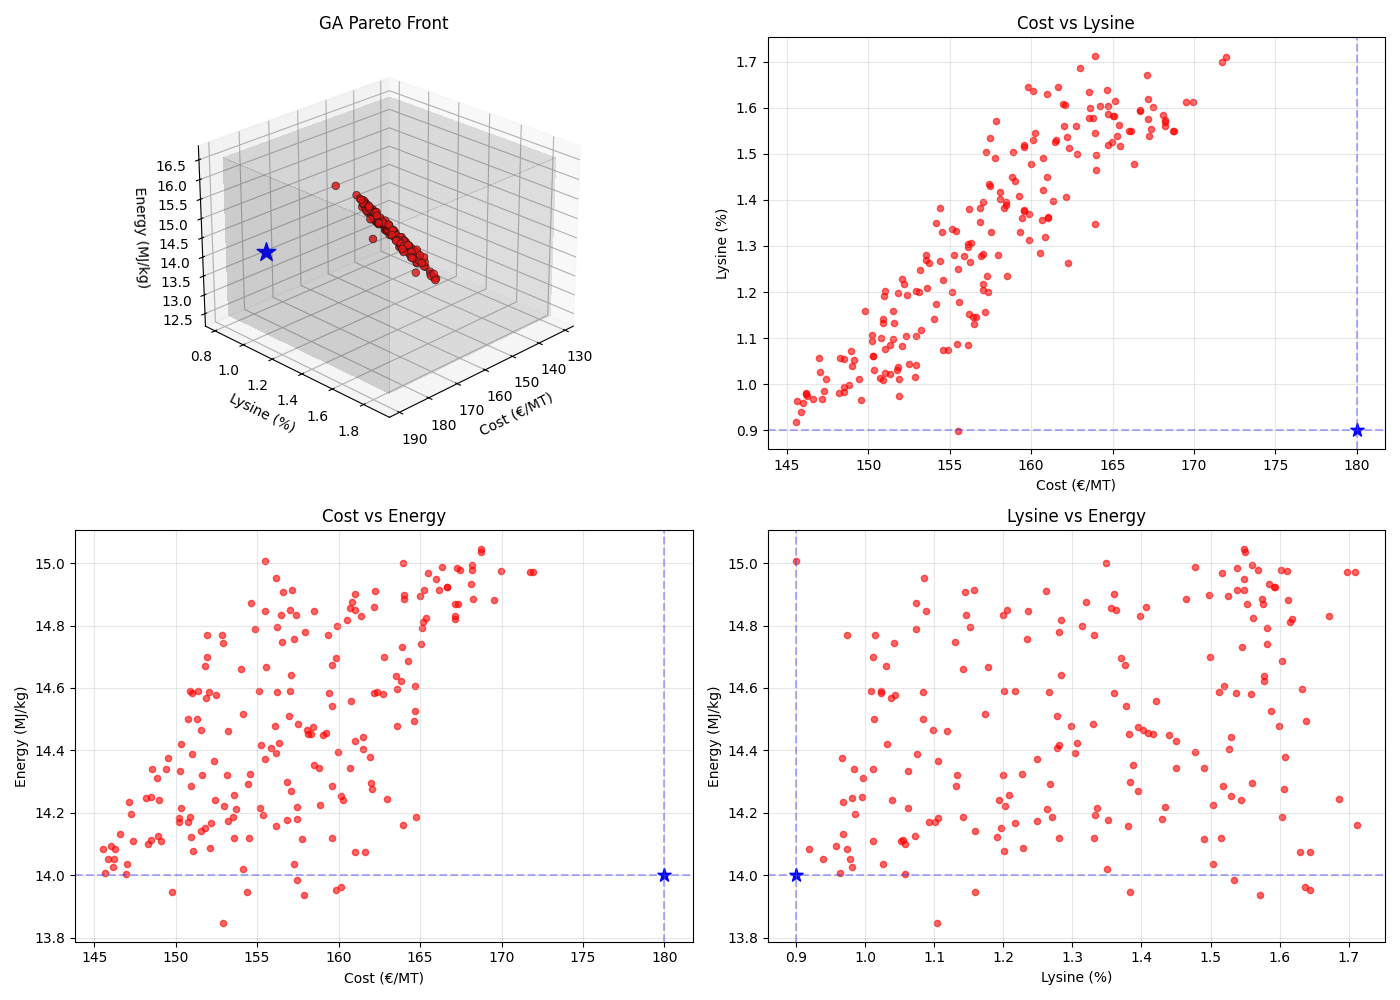 GA Pareto Front
Energy (MJ/kg)
16.5
16.0
15.5
15.0
14.5
14.0
13.5
13.0
12.5
0.8
1.0
1.2
1.4
1.6
1.8
Lysine (%)
130
140
150
160
170
180
190
Cost (€/MT)
Cost vs Lysine
Lysine (%)
1.7
1.6
1.5
1.4
1.3
1.2
1.1
1.0
0.9
145 150 155 160 165 170 175 180
Cost (€/MT)
Cost vs Energy
Energy (MJ/kg)
15.0
14.8
14.6
14.4
14.2
14.0
13.8
145 150 155 160 165 170 175 180
Cost (€/MT)
Lysine vs Energy
Energy (MJ/kg)
15.0
14.8
14.6
14.4
14.2
14.0
13.8
0.9 1.0 1.1 1.2 1.3 1.4 1.5 1.6 1.7
Lysine (%)